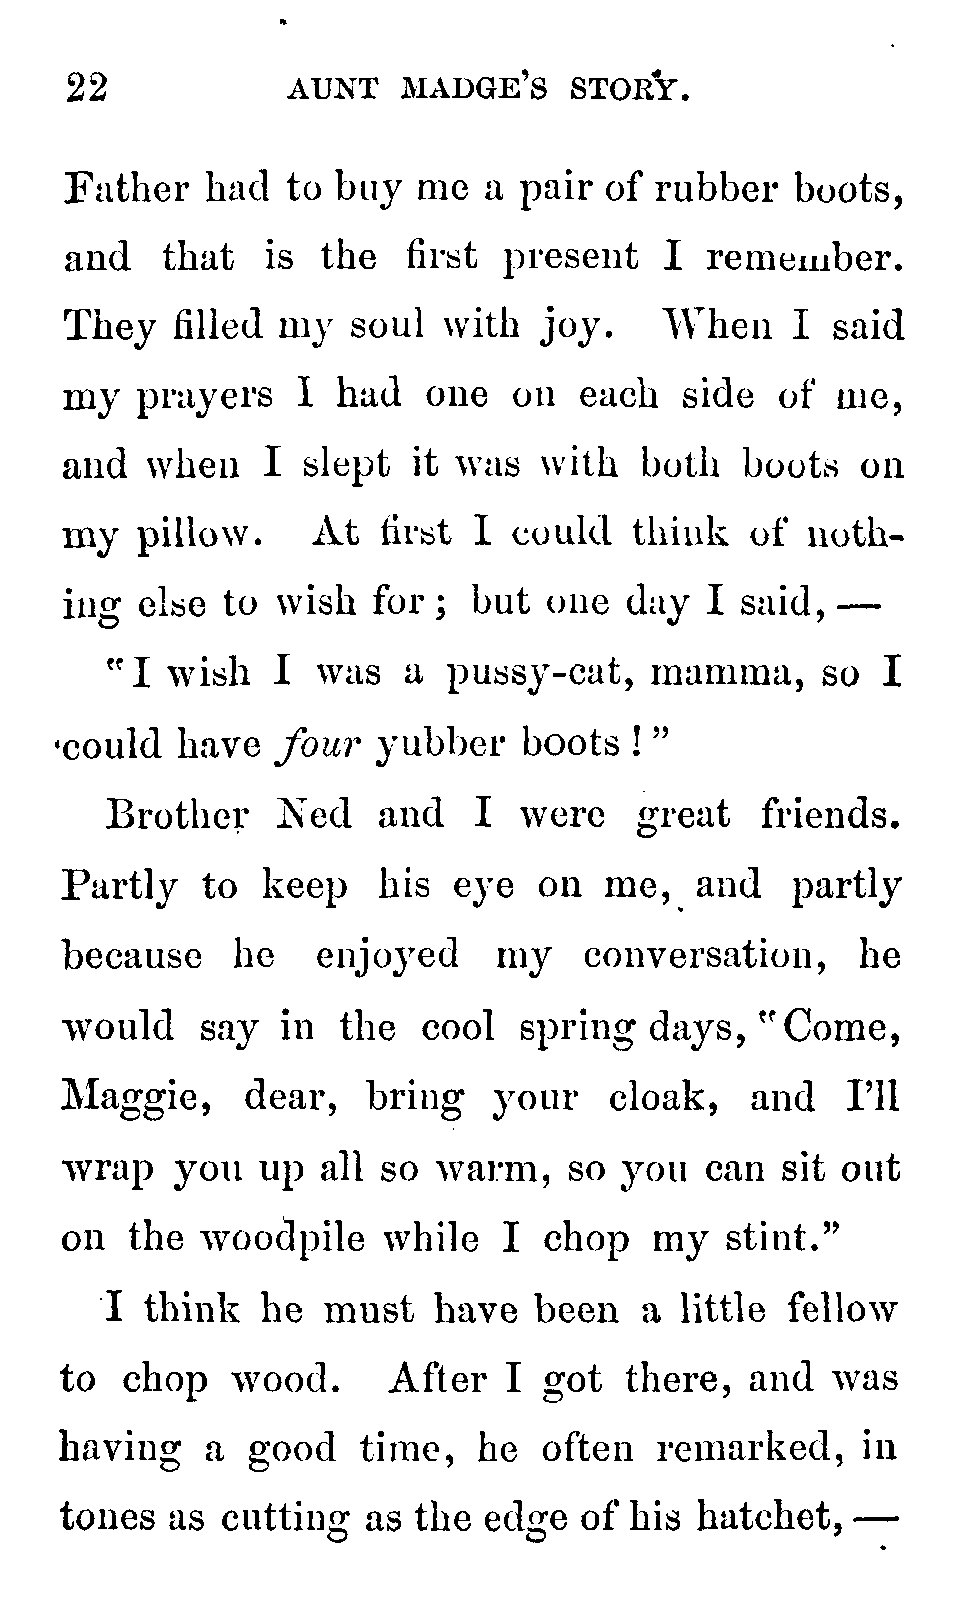 22 AUNT MADGE'S STORY.
Father had to buy me a pair of rubber boots,
and that is the first present I remember.
They filled my soul with joy. When I said
my prayers I had one on each side of me,
and when I slept it was with both boots on
my pillow. At first I could think of noth-
ing else to wish for; but one day I said, —
"I wish I was a pussy-cat, mamma, so I
could have four yubber boots!"
Brother Ned and I were great friends.
Partly to keep his eye on me, and partly
because he enjoyed my conversation, he
would say in the cool spring days, "Come,
Maggie, dear, bring your cloak, and I'll
wrap you up all so warm, so you can sit out
on the woodpile while I chop my stint."
I think he must have been a little fellow
to chop wood. After I got there, and was
having a good time, he often remarked, in
tones as cutting as the edge of his hatchet, —